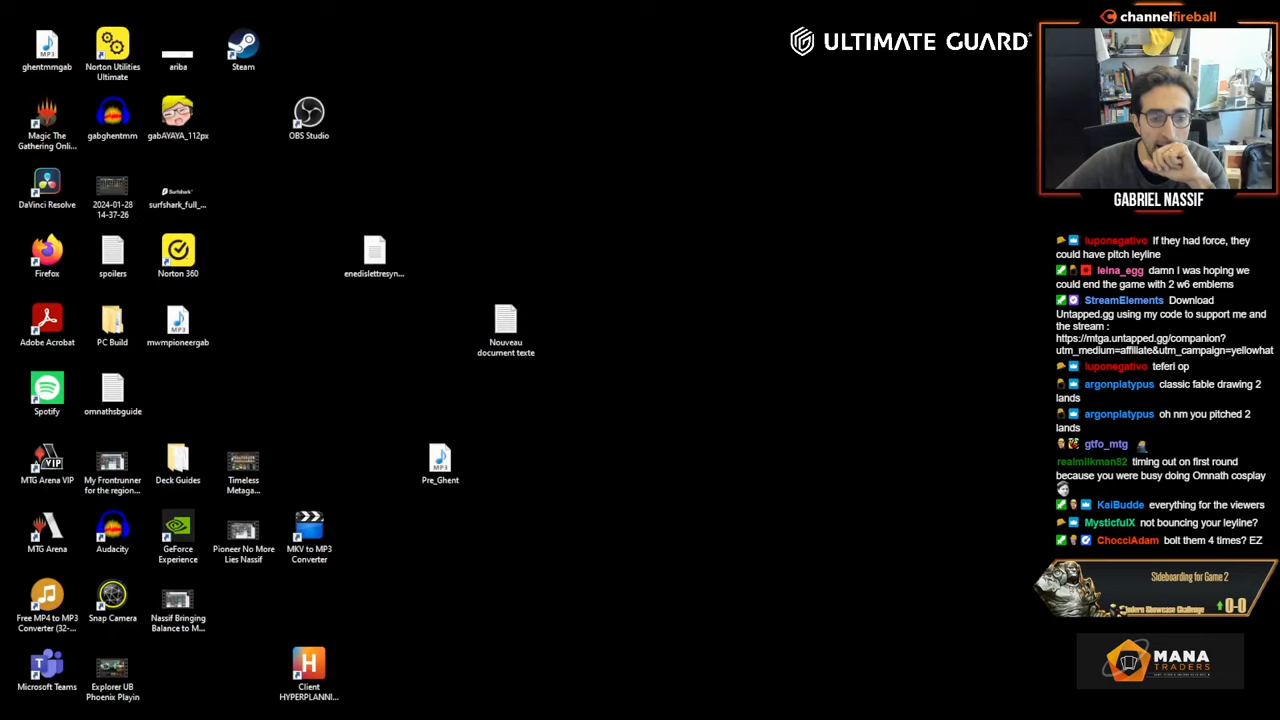 ghentmmgab
Norton Utilities
Ultimate
ariba
Steam
Magic The
Gathering Onli...
gabghentmm
gabAYAYA_112px
OBS Studio
DaVinci Resolve
2024-01-28
14-37-26
Surfshark
surfshark_full_...
Firefox
spoilers
Norton 360
enedislettresyn...
Adobe Acrobat
PC Build
mwmpioneergab
Nouveau
document texte
Spotify
omnathsbguide
MTG Arena VIP
My Frontrunner
for the region...
Deck Guides
Timeless
Metaga...
Pre_Ghent
MTG Arena
Audacity
GeForce
Experience
Pioneer No More
Lies Nassif
MKV to MP3
Converter
Free MP4 to MP3
Converter (32-...
Snap Camera
Nassif Bringing
Balance to M...
Microsoft Teams
Explorer UB
Phoenix Playin
Client
HYPERPLANNI...
ULTIMATE GUARD
channelfireball
GABRIEL NASSIF
luponegativo If they had force, they
could have pitch leyline
leina_egg damn I was hoping we
could end the game with 2 w6 emblems
StreamElements Download
Untapped.gg using my code to support me and
the stream :
https://mtga.untapped.gg/companion?
utm_medium=affiliate&utm_campaign=yellowhat
luponegativo teferi op
argonplatypus classic fable drawing 2
lands
argonplatypus oh nm you pitched 2
lands
gtfo_mtg
realmilkman82 timing out on first round
because you were busy doing Omnath cosplay
KaiBudde everything for the viewers
MysticfulX not bouncing your leyline?
ChocciAdam bolt them 4 times? EZ
Sideboarding for Game 2
Modern Showcase Challenge 0-0
MANA
TRADERS